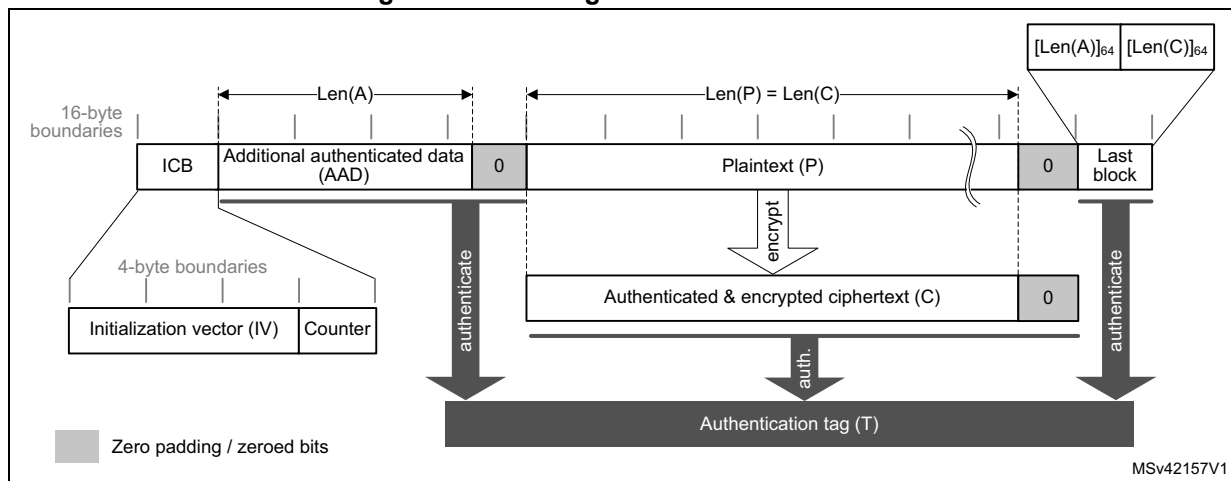 [Len(A)]64 [Len(C)]64
Len(A)
Len(P) = Len(C)
16-byte
boundaries
ICB
Additional authenticated data
(AAD)
0
Plaintext (P)
0
Last
block
4-byte boundaries
Initialization vector (IV)
Counter
authenticate
encrypt
authenticate
Authenticated & encrypted ciphertext (C)
0
auth.
Authentication tag (T)
Zero padding / zeroed bits
MSv42157V1